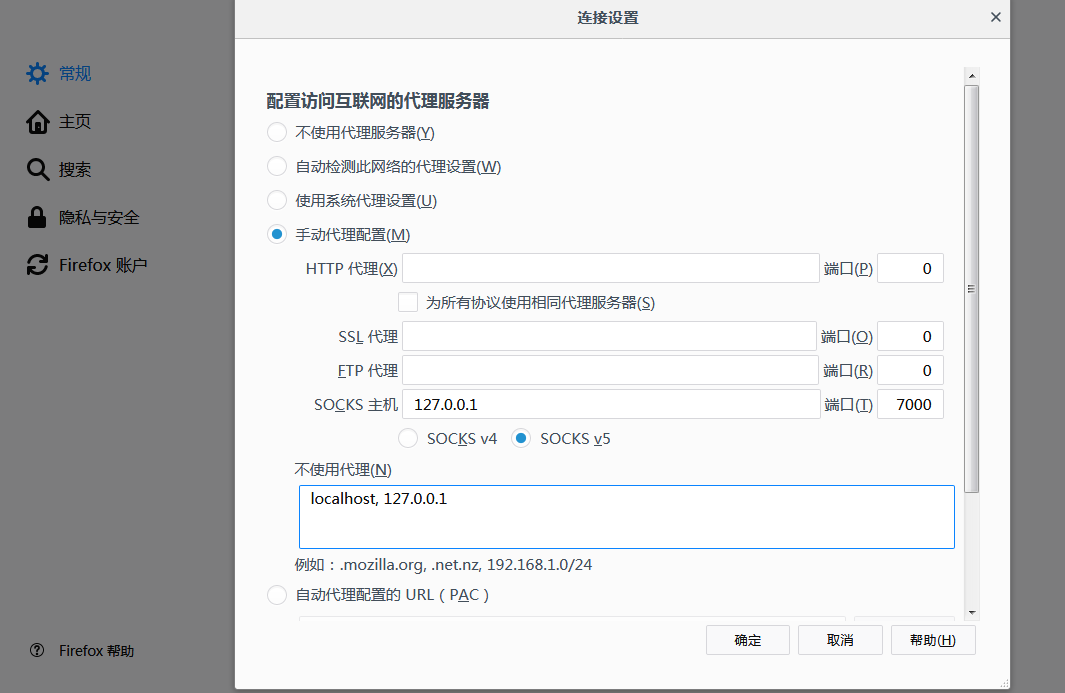 连接设置
常规
主页
搜索
隐私与安全
Firefox 账户
Firefox 帮助
配置访问互联网的代理服务器
不使用代理服务器(Y)
自动检测此网络的代理设置(W)
使用系统代理设置(U)
手动代理配置(M)
HTTP 代理(X) 端口(P) 0
为所有协议使用相同代理服务器(S)
SSL 代理 端口(O) 0
FTP 代理 端口(R) 0
SOCKS 主机 127.0.0.1 端口(T) 7000
SOCKS v4 SOCKS v5
不使用代理(N)
localhost, 127.0.0.1
例如：.mozilla.org, .net.nz, 192.168.1.0/24
自动代理配置的 URL（PAC）
确定 取消 帮助(H)